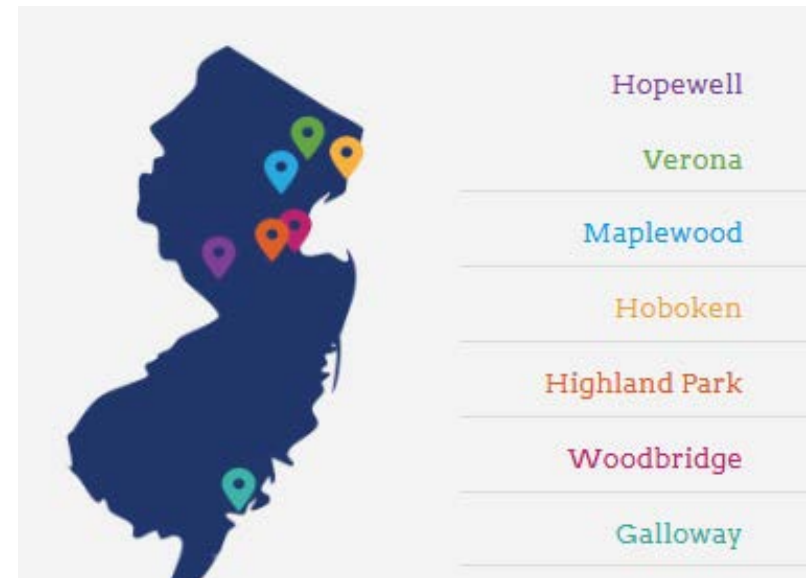 Hopewell
Verona
Maplewood
Hoboken
Highland Park
Woodbridge
Galloway